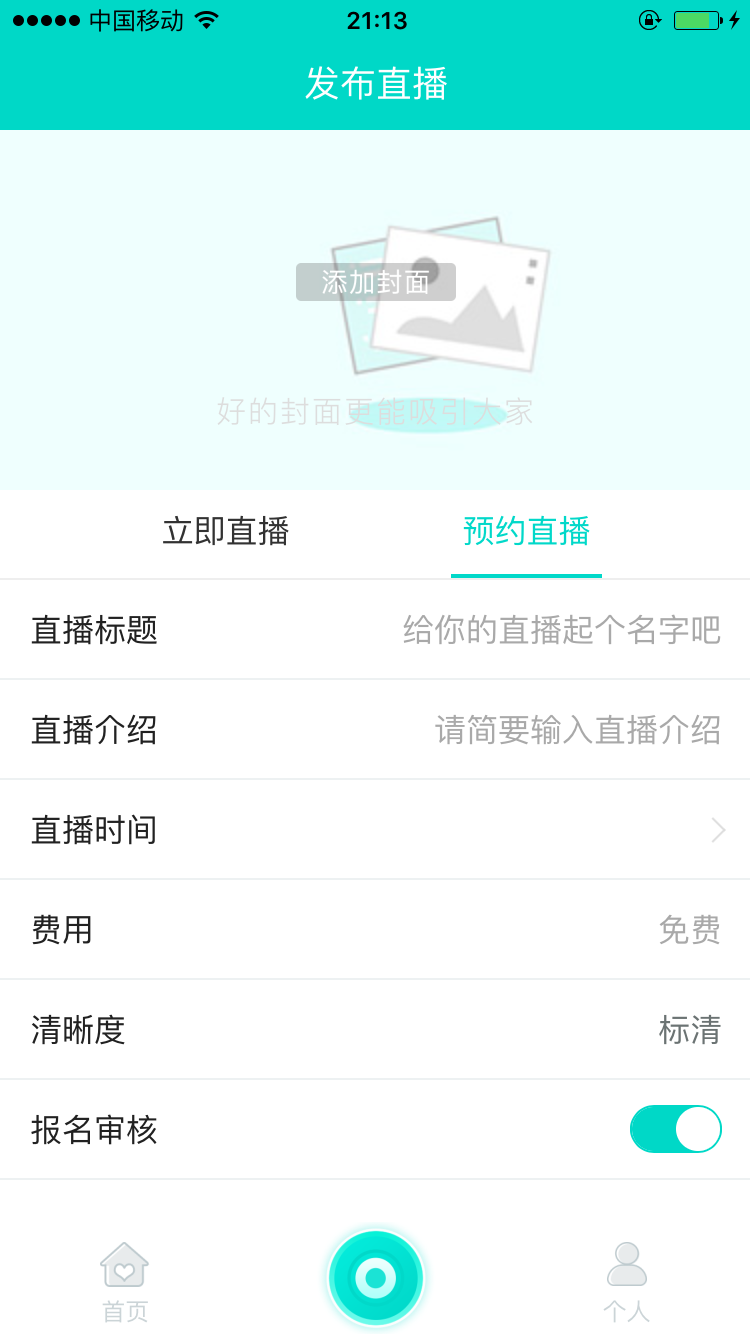 中国移动 21:13
发布直播
添加封面
好的封面更能吸引大家
立即直播 预约直播
直播标题 给你的直播起个名字吧
直播介绍 请简要输入直播介绍
直播时间
费用 免费
清晰度 标清
报名审核
首页 个人